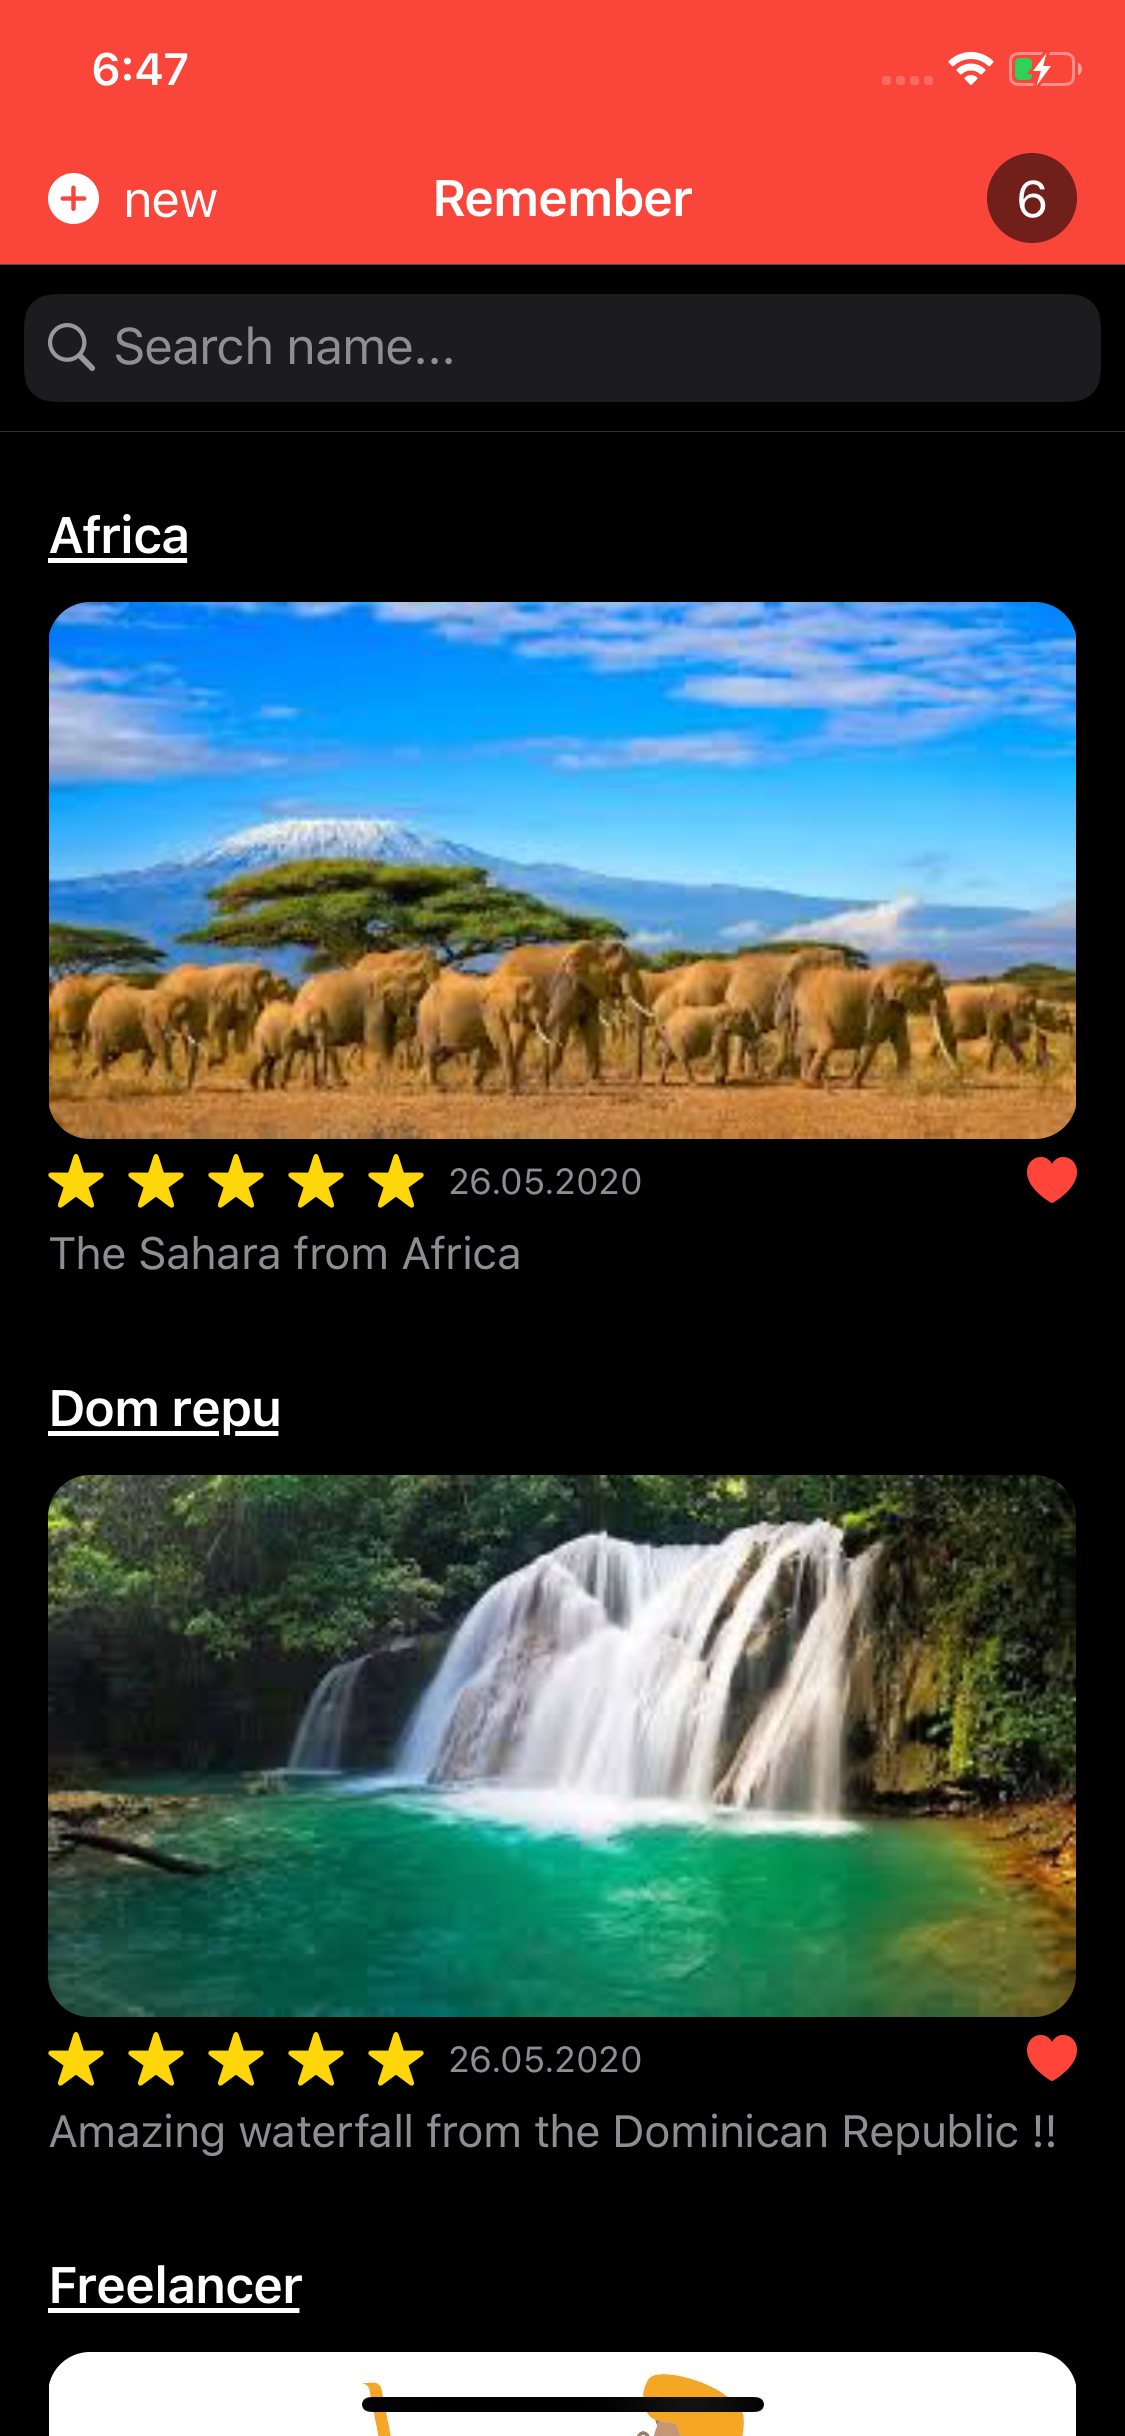 6:47
new
Remember
6
Search name...
Africa
26.05.2020
The Sahara from Africa
Dom repu
26.05.2020
Amazing waterfall from the Dominican Republic !!
Freelancer